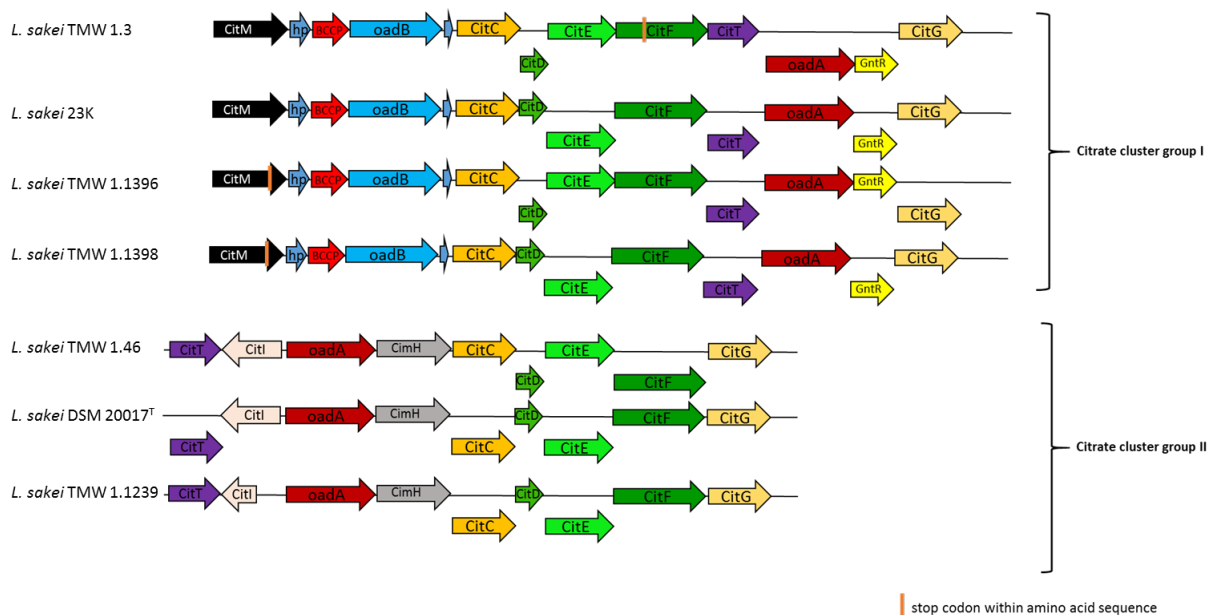 L. sakei TMW 1.3
CitM hp BCCP oadB CitC CitE CitF CitT CitG
CitD oadA GntR
L. sakei 23K
CitM hp BCCP oadB CitC CitD CitF oadA CitG
CitE CitT GntR
Citrate cluster group I
L. sakei TMW 1.1396
CitM hp BCCP oadB CitC CitE CitF oadA GntR
CitD CitT CitG
L. sakei TMW 1.1398
CitM hp BCCP oadB CitC CitD CitF oadA CitG
CitE CitT GntR
L. sakei TMW 1.46
CitT CitI oadA CimH CitC CitE CitG
CitD CitF
L. sakei DSM 20017ᵀ
CitI oadA CimH CitD CitF CitG
CitT CitC CitE
Citrate cluster group II
L. sakei TMW 1.1239
CitT CitI oadA CimH CitD CitF CitG
CitC CitE
stop codon within amino acid sequence